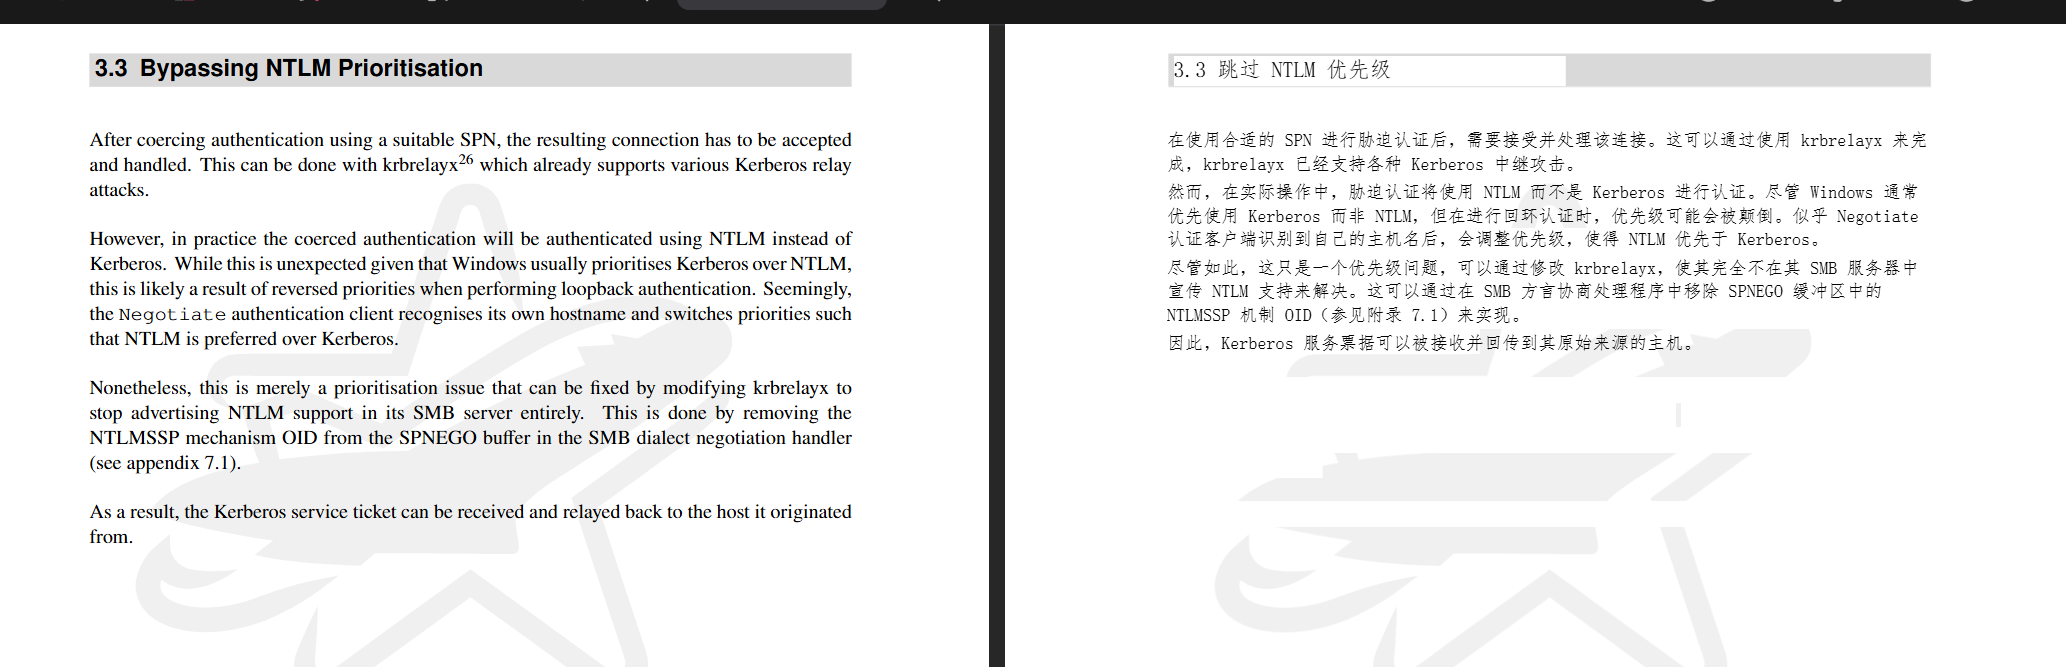 3.3 Bypassing NTLM Prioritisation
After coercing authentication using a suitable SPN, the resulting connection has to be accepted
and handled. This can be done with krbrelayx26 which already supports various Kerberos relay
attacks.
However, in practice the coerced authentication will be authenticated using NTLM instead of
Kerberos. While this is unexpected given that Windows usually prioritises Kerberos over NTLM,
this is likely a result of reversed priorities when performing loopback authentication. Seemingly,
the Negotiate authentication client recognises its own hostname and switches priorities such
that NTLM is preferred over Kerberos.
Nonetheless, this is merely a prioritisation issue that can be fixed by modifying krbrelayx to
stop advertising NTLM support in its SMB server entirely. This is done by removing the
NTLMSSP mechanism OID from the SPNEGO buffer in the SMB dialect negotiation handler
(see appendix 7.1).
As a result, the Kerberos service ticket can be received and relayed back to the host it originated
from.
3.3 跳过 NTLM 优先级
在使用合适的 SPN 进行胁迫认证后，需要接受并处理该连接。这可以通过使用 krbrelayx 来完
成，krbrelayx 已经支持各种 Kerberos 中继攻击。
然而，在实际操作中，胁迫认证将使用 NTLM 而不是 Kerberos 进行认证。尽管 Windows 通常
优先使用 Kerberos 而非 NTLM，但在进行回环认证时，优先级可能会被颠倒。似乎 Negotiate
认证客户端识别到自己的主机名后，会调整优先级，使得 NTLM 优先于 Kerberos。
尽管如此，这只是一个优先级问题，可以通过修改 krbrelayx，使其完全不在其 SMB 服务器中
宣传 NTLM 支持来解决。这可以通过在 SMB 方言协商处理程序中移除 SPNEGO 缓冲区中的
NTLMSSP 机制 OID（参见附录 7.1）来实现。
因此，Kerberos 服务票据可以被接收并回传到其原始来源的主机。